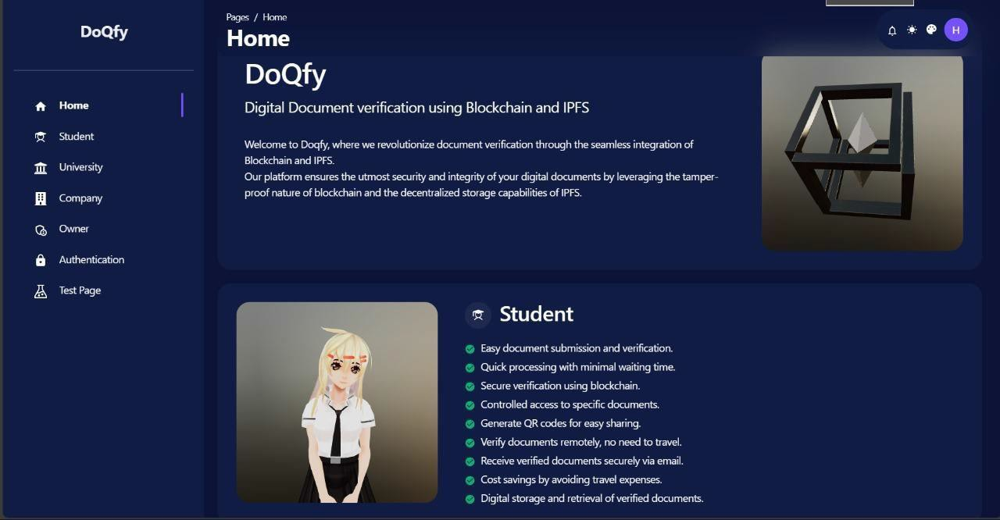 DoQfy
Home
Student
University
Company
Owner
Authentication
Test Page
Pages / Home
Home
H
DoQfy
Digital Document verification using Blockchain and IPFS
Welcome to Doqfy, where we revolutionize document verification through the seamless integration of
Blockchain and IPFS.
Our platform ensures the utmost security and integrity of your digital documents by leveraging the tamper-
proof nature of blockchain and the decentralized storage capabilities of IPFS.
Student
Easy document submission and verification.
Quick processing with minimal waiting time.
Secure verification using blockchain.
Controlled access to specific documents.
Generate QR codes for easy sharing.
Verify documents remotely, no need to travel.
Receive verified documents securely via email.
Cost savings by avoiding travel expenses.
Digital storage and retrieval of verified documents.